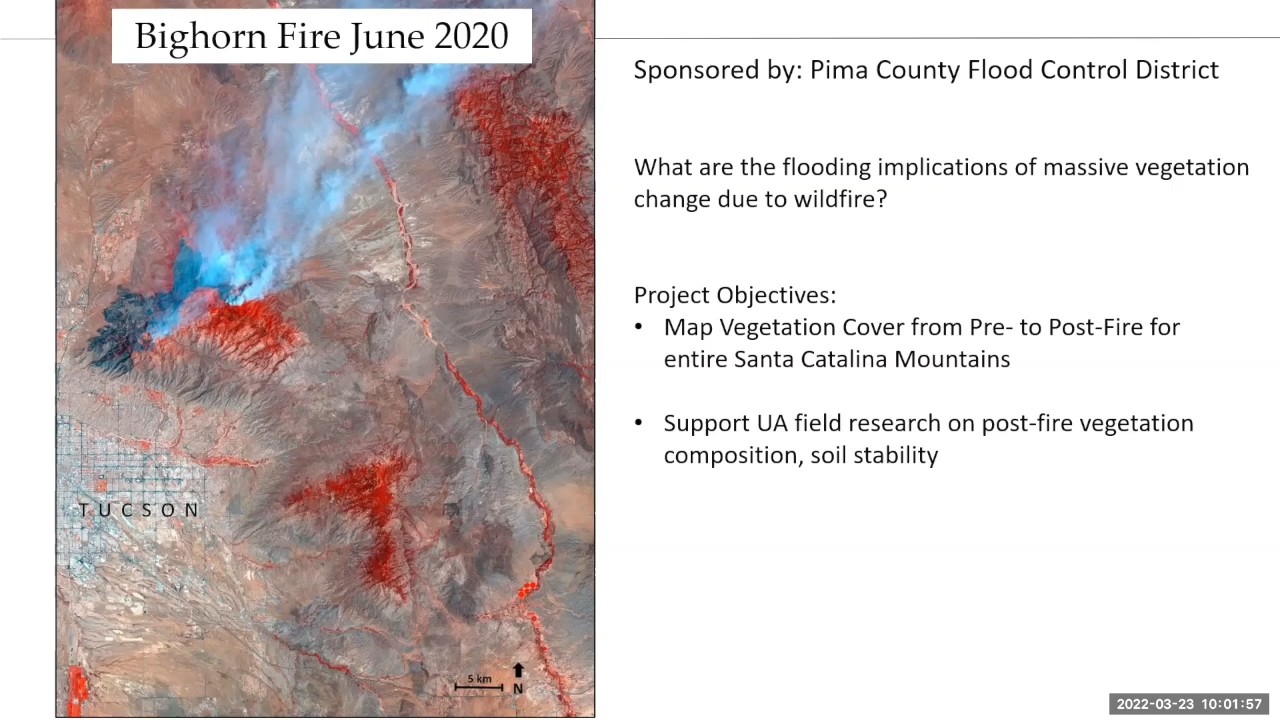 Bighorn Fire June 2020
Sponsored by: Pima County Flood Control District
What are the flooding implications of massive vegetation
change due to wildfire?
Project Objectives:
• Map Vegetation Cover from Pre- to Post-Fire for
entire Santa Catalina Mountains
• Support UA field research on post-fire vegetation
composition, soil stability
TUCSON
5 km
N
2022-03-23 10:01:57